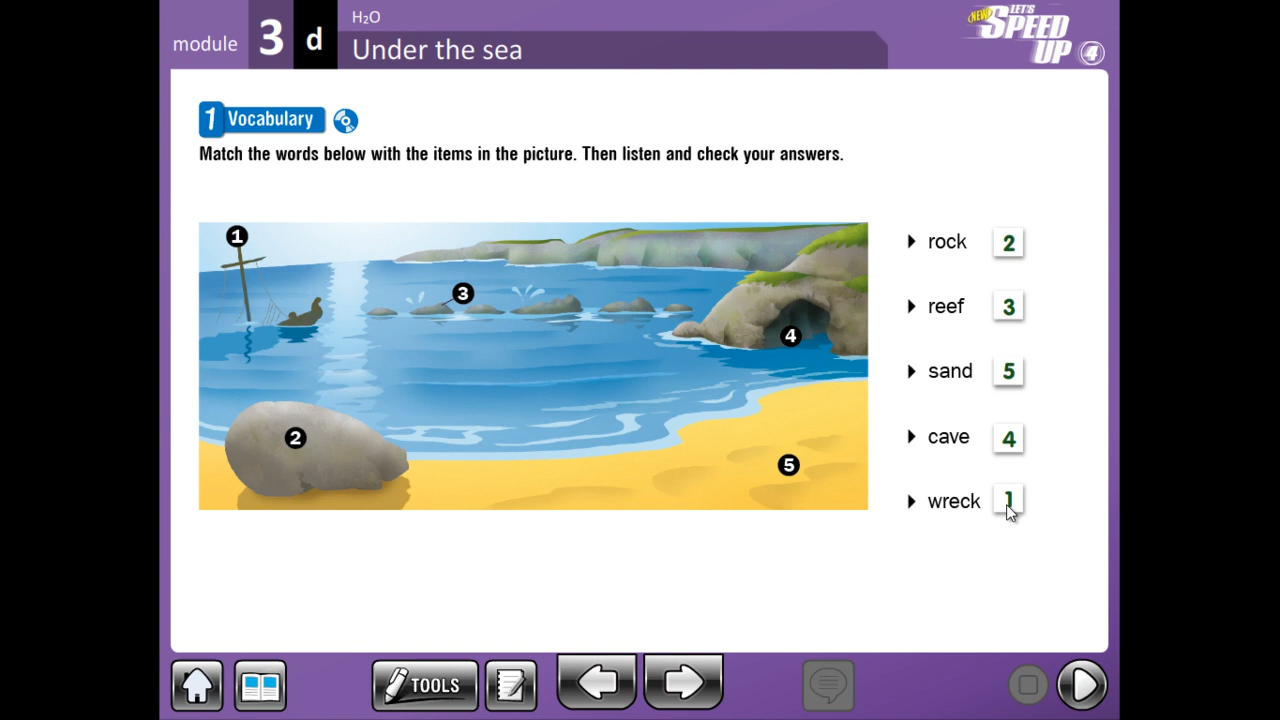 H₂O
module 3 d
Under the sea
NEW LET'S
SPEED
UP 4
1 Vocabulary
Match the words below with the items in the picture. Then listen and check your answers.
1
2
3
4
5
rock 2
reef 3
sand 5
cave 4
wreck 1
TOOLS